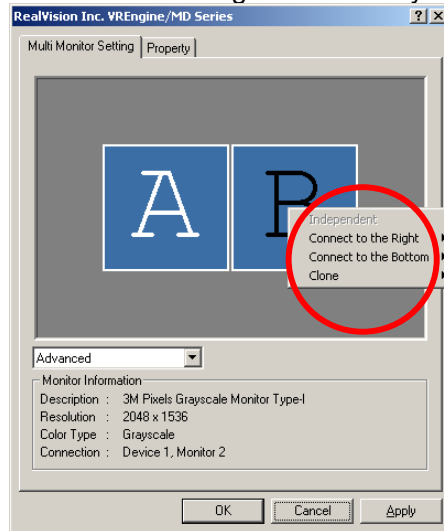 RealVision Inc. VREngine/MD Series
Multi Monitor Setting Property
A
Independent
Connect to the Right
Connect to the Bottom
Clone
Advanced
Monitor Information
Description : 3M Pixels Grayscale Monitor Type-I
Resolution : 2048 x 1536
Color Type : Grayscale
Connection : Device 1, Monitor 2
OK Cancel Apply